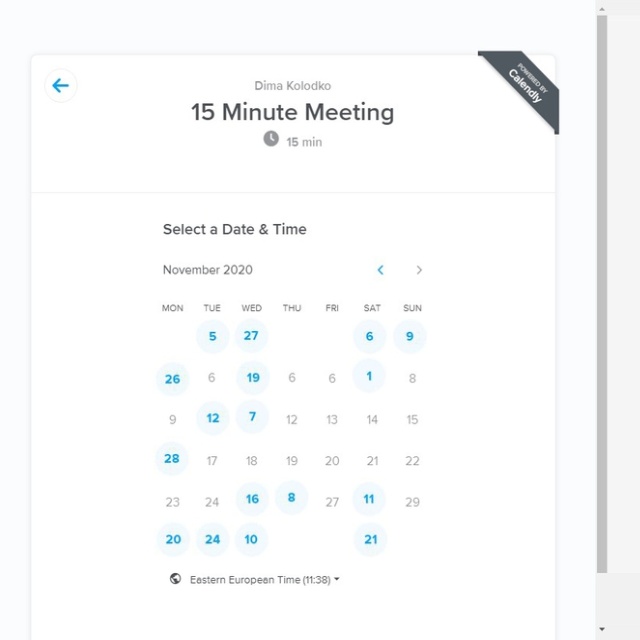 POWERED BY
Calendly
Dima Kolodko
15 Minute Meeting
15 min
Select a Date & Time
November 2020
MON TUE WED THU FRI SAT SUN
5 27 6 9
26 6 19 6 6 1 8
9 12 7 12 13 14 15
28 17 18 19 20 21 22
23 24 16 8 27 11 29
20 24 10 21
Eastern European Time (11:38)